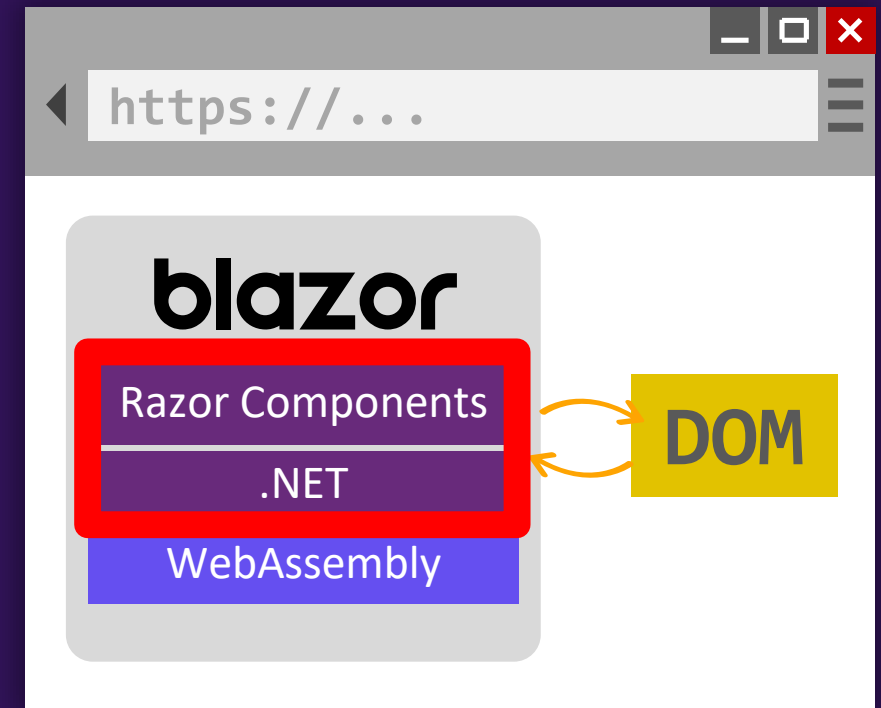 https://...
blazor
Razor Components
.NET
WebAssembly
DOM